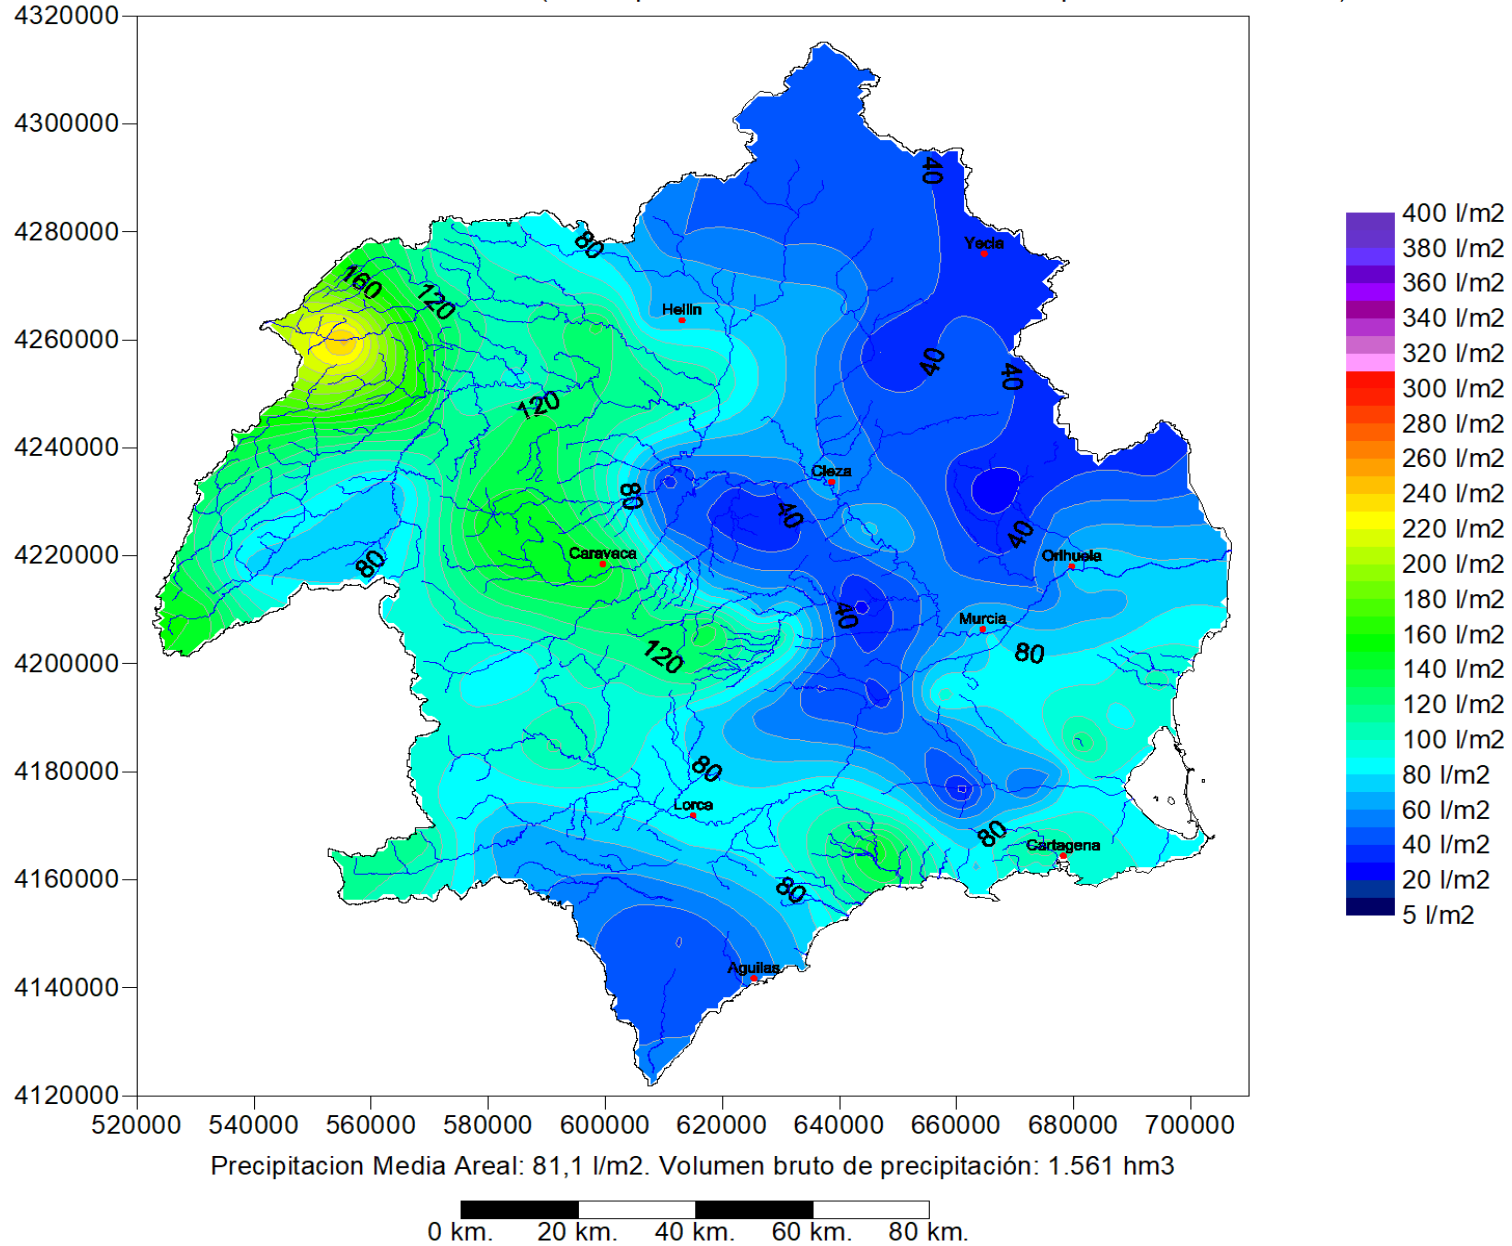 4320000
4300000
4280000
4260000
4240000
4220000
4200000
4180000
4160000
4140000
4120000
520000 540000 560000 580000 600000 620000 640000 660000 680000 700000
40
80
Yecla
160
120
Hellin
40
40
120
Cieza
80
40
40
Caravaca
80
Orihuela
40
Murcia
120
80
80
Lorca
80
Cartagena
80
Aguilas
400 l/m2
380 l/m2
360 l/m2
340 l/m2
320 l/m2
300 l/m2
280 l/m2
260 l/m2
240 l/m2
220 l/m2
200 l/m2
180 l/m2
160 l/m2
140 l/m2
120 l/m2
100 l/m2
80 l/m2
60 l/m2
40 l/m2
20 l/m2
5 l/m2
Precipitacion Media Areal: 81,1 l/m2. Volumen bruto de precipitación: 1.561 hm3
0 km. 20 km. 40 km. 60 km. 80 km.